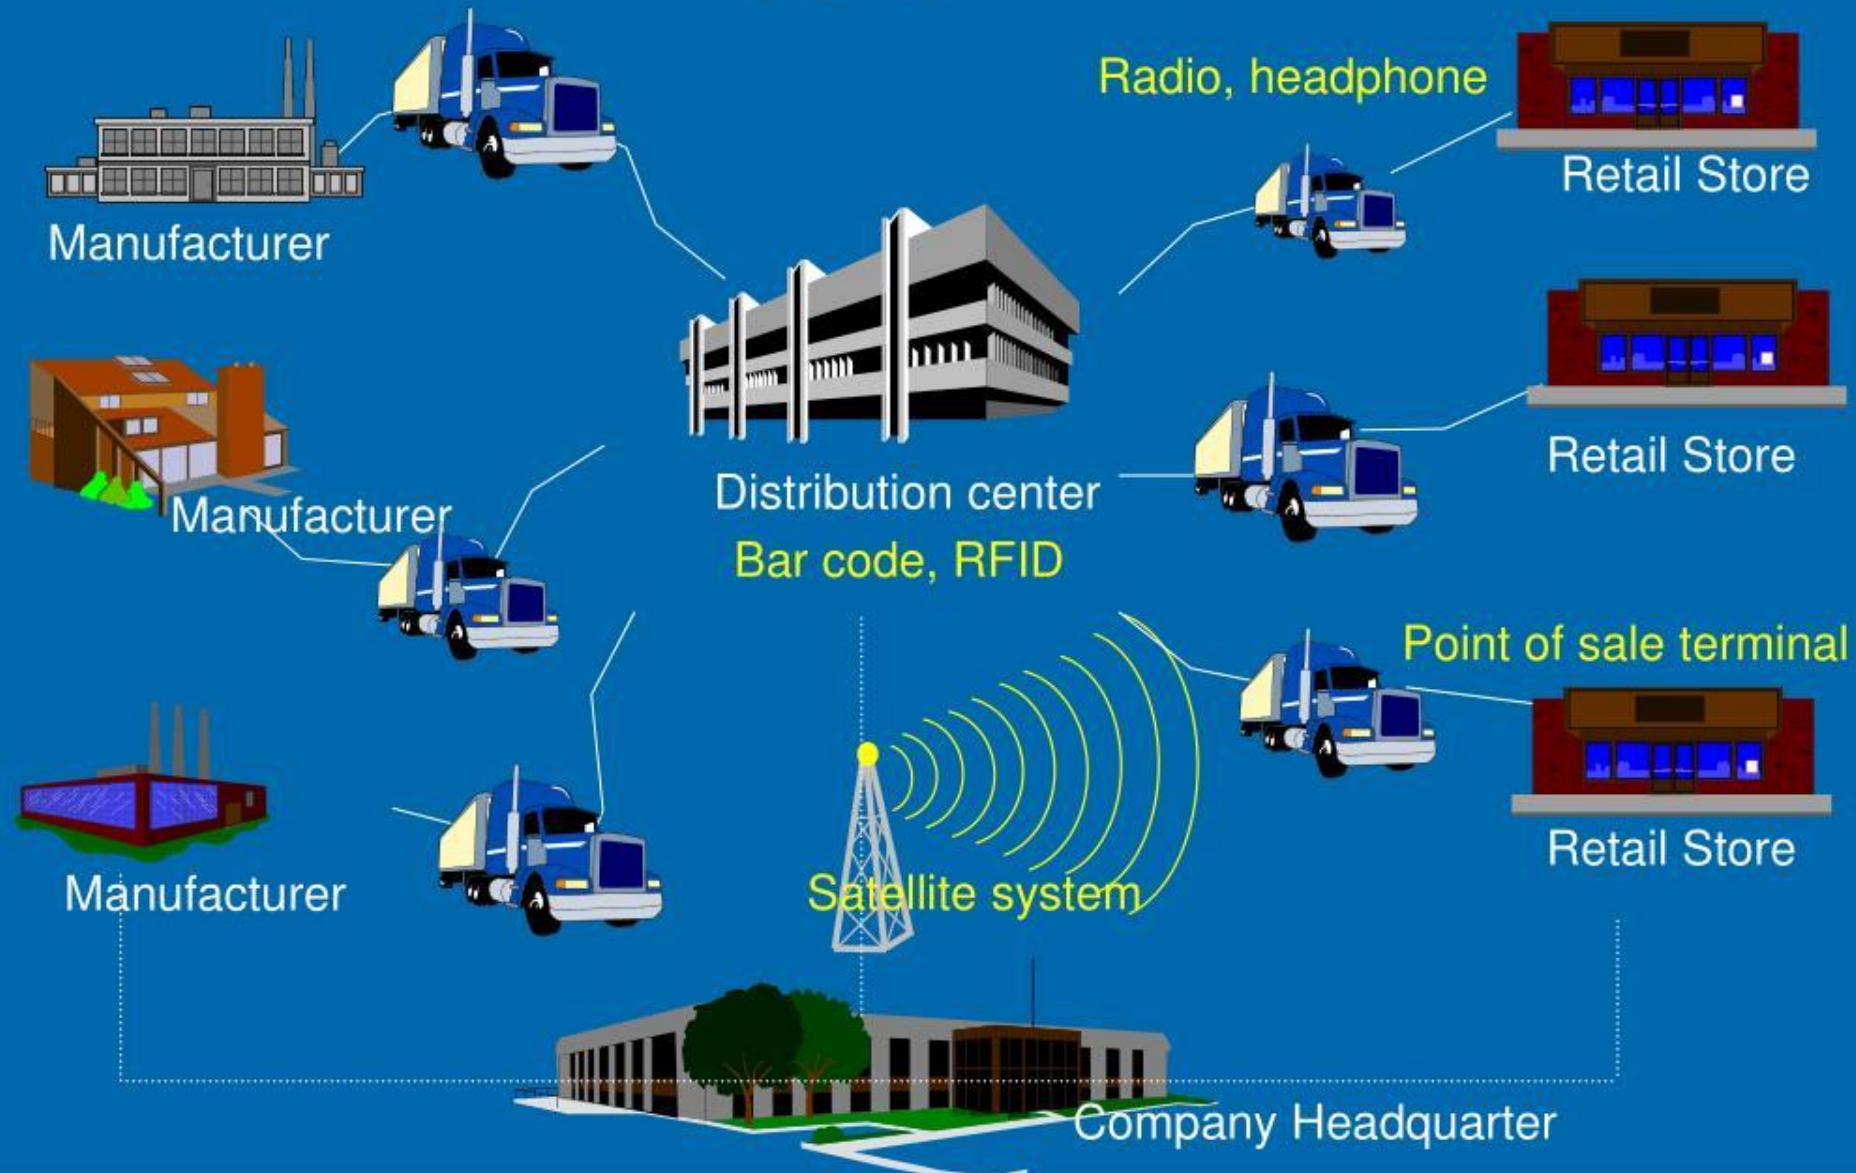 Radio, headphone
Retail Store
Manufacturer
Retail Store
Distribution center
Manufacturer
Bar code, RFID
Point of sale terminal
Retail Store
Manufacturer
Satellite system
Company Headquarter